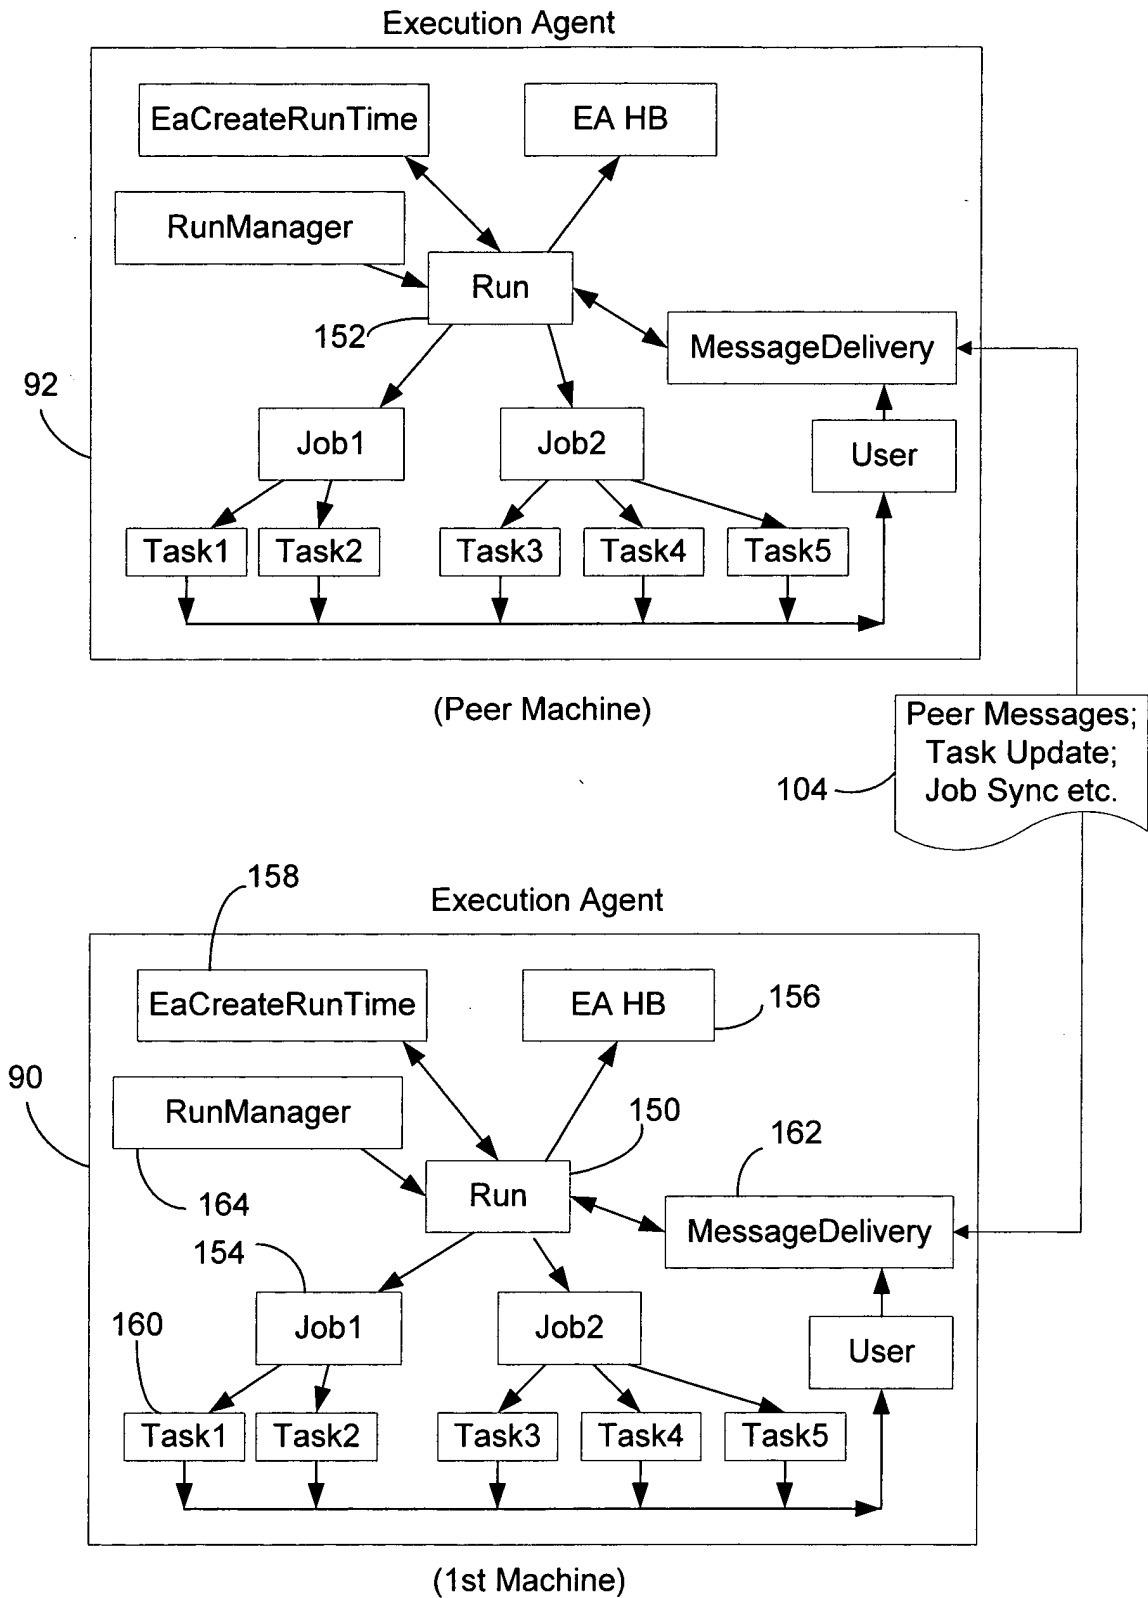 Execution Agent
EaCreateRunTime
EA HB
RunManager
Run
152
MessageDelivery
92
Job1
Job2
User
Task1
Task2
Task3
Task4
Task5
(Peer Machine)
Peer Messages;
Task Update;
Job Sync etc.
104
158
Execution Agent
EaCreateRunTime
EA HB
156
90
RunManager
150
162
164
Run
MessageDelivery
154
160
Job1
Job2
User
Task1
Task2
Task3
Task4
Task5
(1st Machine)